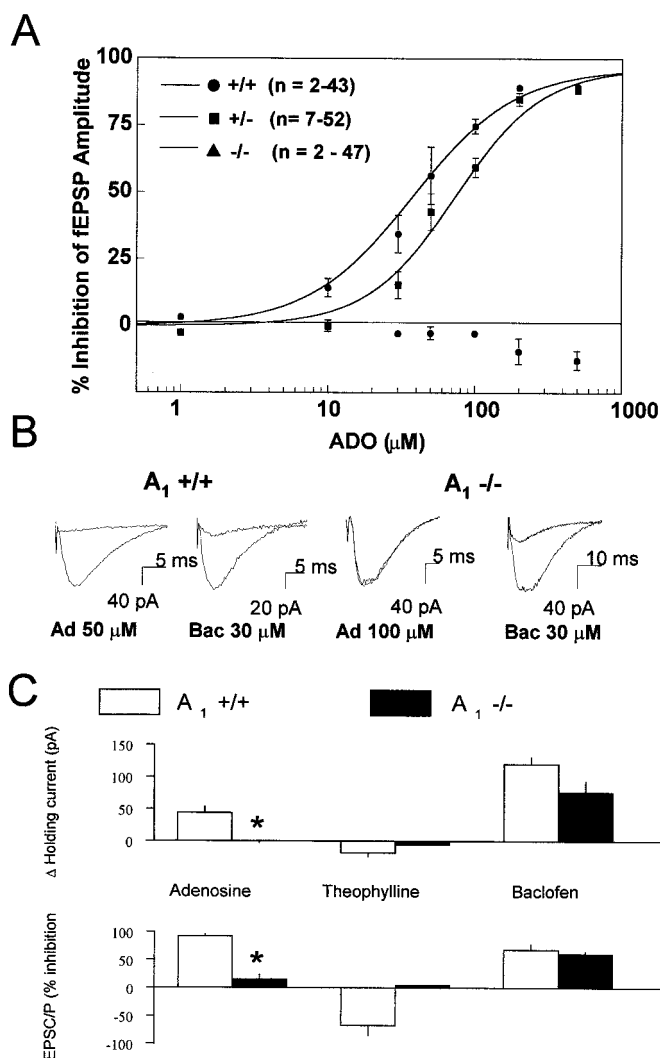 A
% Inhibition of fEPSP Amplitude
100
75
50
25
0
+/+ (n = 2-43)
+/- (n= 7-52)
-/- (n = 2 - 47)
1 10 100 1000
ADO (μM)
B
A1 +/+ A1 -/-
5 ms 5 ms 5 ms 10 ms
40 pA 20 pA 40 pA 40 pA
Ad 50 μM Bac 30 μM Ad 100 μM Bac 30 μM
C
A 1 +/+ A 1 -/-
Δ Holding current (pA)
150
100
50
0
*
Adenosine Theophylline Baclofen
EPSC/P (% inhibition
100
50
0
-50
-100
*